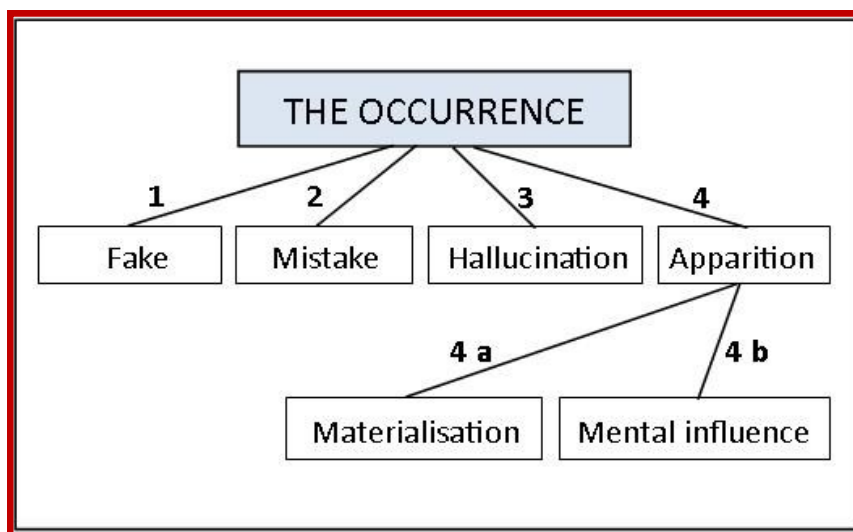 THE OCCURRENCE
1
2
3
4
Fake
Mistake
Hallucination
Apparition
4 a
4 b
Materialisation
Mental influence